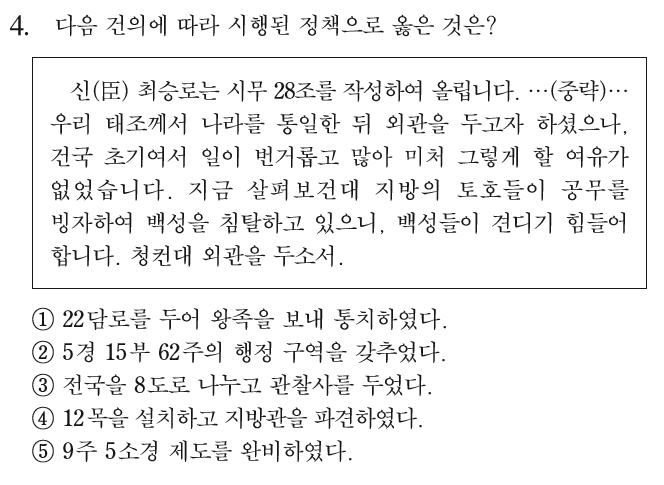 4. 다음 건의에 따라 시행된 정책으로 옳은 것은?
신(臣) 최승로는 시무 28조를 작성하여 올립니다. …(중략)…
우리 태조께서 나라를 통일한 뒤 외관을 두고자 하셨으나,
건국 초기여서 일이 번거롭고 많아 미처 그렇게 할 여유가
없었습니다. 지금 살펴보건대 지방의 토호들이 공무를
빙자하여 백성을 침탈하고 있으니, 백성들이 견디기 힘들어
합니다. 청컨대 외관을 두소서.
① 22담로를 두어 왕족을 보내 통치하였다.
② 5경 15부 62주의 행정 구역을 갖추었다.
③ 전국을 8도로 나누고 관찰사를 두었다.
④ 12목을 설치하고 지방관을 파견하였다.
⑤ 9주 5소경 제도를 완비하였다.